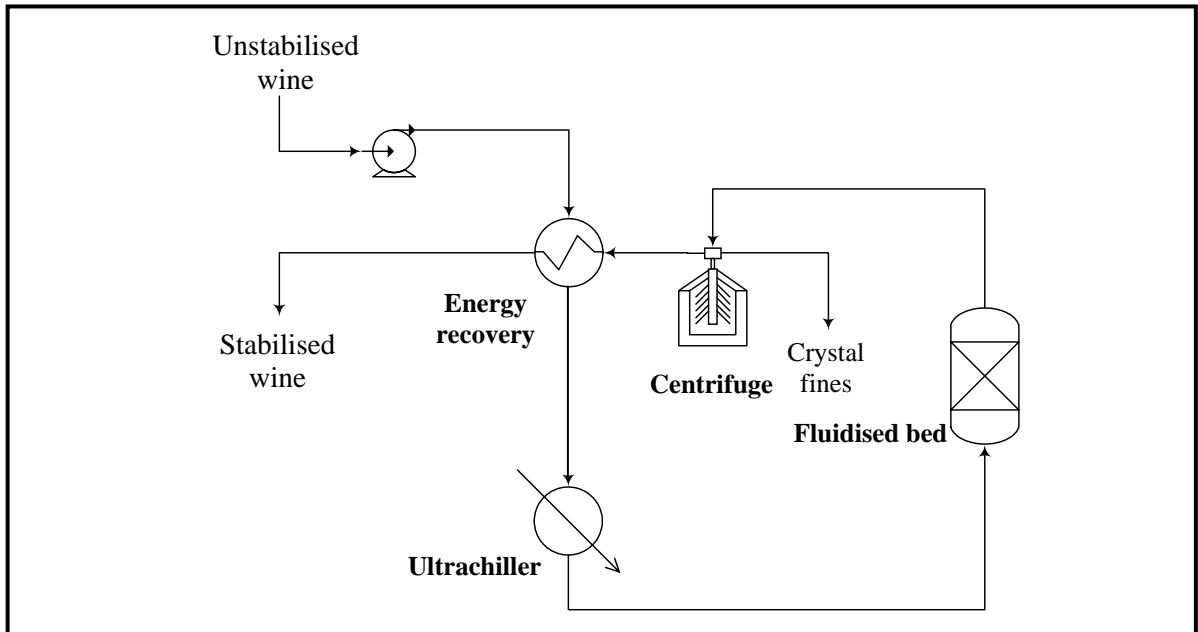 Unstabilised
wine
Energy
recovery
Stabilised
wine
Centrifuge
Crystal
fines
Fluidised bed
Ultrachiller